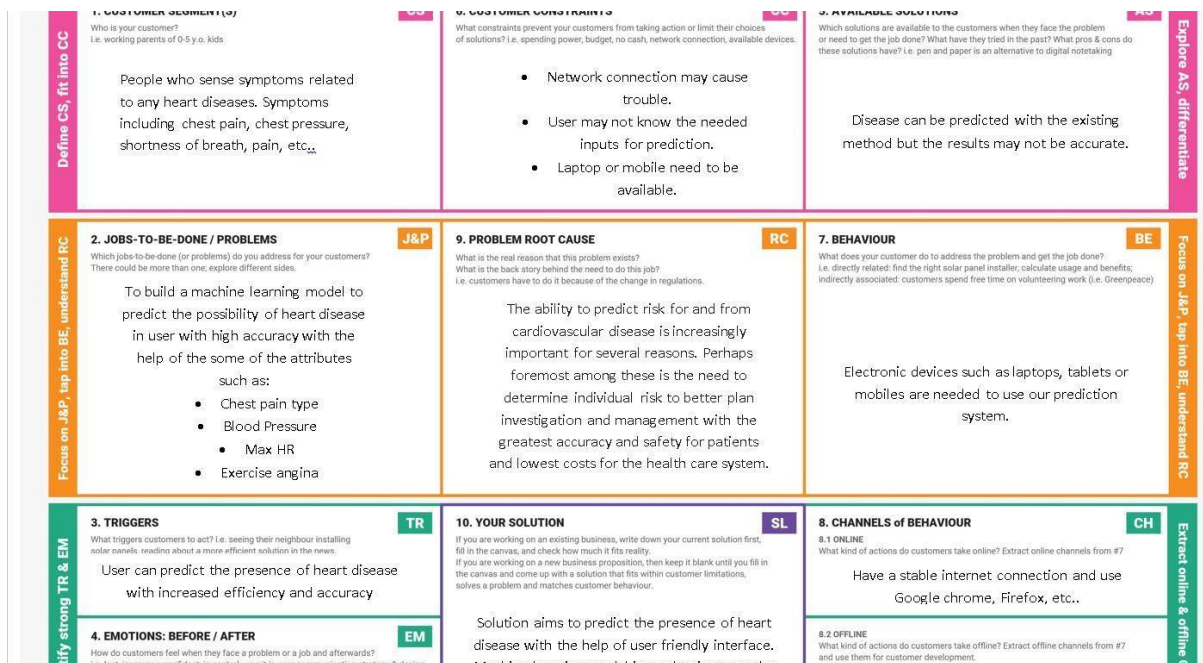 1. CUSTOMER SEGMENT(S)
CS
Who is your customer?
i.e. working parents of 0-5 y.o. kids
People who sense symptoms related
to any heart diseases. Symptoms
including chest pain, chest pressure,
shortness of breath, pain, etc..
6. CUSTOMER CONSTRAINTS
CC
What constraints prevent your customers from taking action or limit their choices
of solutions? i.e. spending power, budget, no cash, network connection, available devices.
• Network connection may cause
trouble.
• User may not know the needed
inputs for prediction.
• Laptop or mobile need to be
available.
5. AVAILABLE SOLUTIONS
AS
Which solutions are available to the customers when they face the problem
or need to get the job done? What have they tried in the past? What pros & cons do
these solutions have? i.e. pen and paper is an alternative to digital notetaking
Disease can be predicted with the existing
method but the results may not be accurate.
Define CS, fit into CC
Explore AS, differentiate
2. JOBS-TO-BE-DONE / PROBLEMS
J&P
Which jobs-to-be-done (or problems) do you address for your customers?
There could be more than one; explore different sides.
To build a machine learning model to
predict the possibility of heart disease
in user with high accuracy with the
help of the some of the attributes
such as:
• Chest pain type
• Blood Pressure
• Max HR
• Exercise angina
9. PROBLEM ROOT CAUSE
RC
What is the real reason that this problem exists?
What is the back story behind the need to do this job?
i.e. customers have to do it because of the change in regulations.
The ability to predict risk for and from
cardiovascular disease is increasingly
important for several reasons. Perhaps
foremost among these is the need to
determine individual risk to better plan
investigation and management with the
greatest accuracy and safety for patients
and lowest costs for the health care system.
7. BEHAVIOUR
BE
What does your customer do to address the problem and get the job done?
i.e. directly related: find the right solar panel installer, calculate usage and benefits;
indirectly associated: customers spend free time on volunteering work (i.e. Greenpeace)
Electronic devices such as laptops, tablets or
mobiles are needed to use our prediction
system.
Focus on J&P, tap into BE, understand RC
Focus on J&P, tap into BE, understand RC
3. TRIGGERS
TR
What triggers customers to act? i.e. seeing their neighbour installing
solar panels, reading about a more efficient solution in the news.
User can predict the presence of heart disease
with increased efficiency and accuracy
4. EMOTIONS: BEFORE / AFTER
EM
How do customers feel when they face a problem or a job and afterwards?
10. YOUR SOLUTION
SL
If you are working on an existing business, write down your current solution first,
fill in the canvas, and check how much it fits reality.
If you are working on a new business proposition, then keep it blank until you fill in
the canvas and come up with a solution that fits within customer limitations,
solves a problem and matches customer behaviour.
Solution aims to predict the presence of heart
disease with the help of user friendly interface.
8. CHANNELS of BEHAVIOUR
CH
8.1 ONLINE
What kind of actions do customers take online? Extract online channels from #7
Have a stable internet connection and use
Google chrome, Firefox, etc..
8.2 OFFLINE
What kind of actions do customers take offline? Extract offline channels from #7
and use them for customer development.
strong TR & EM
Extract online & offline